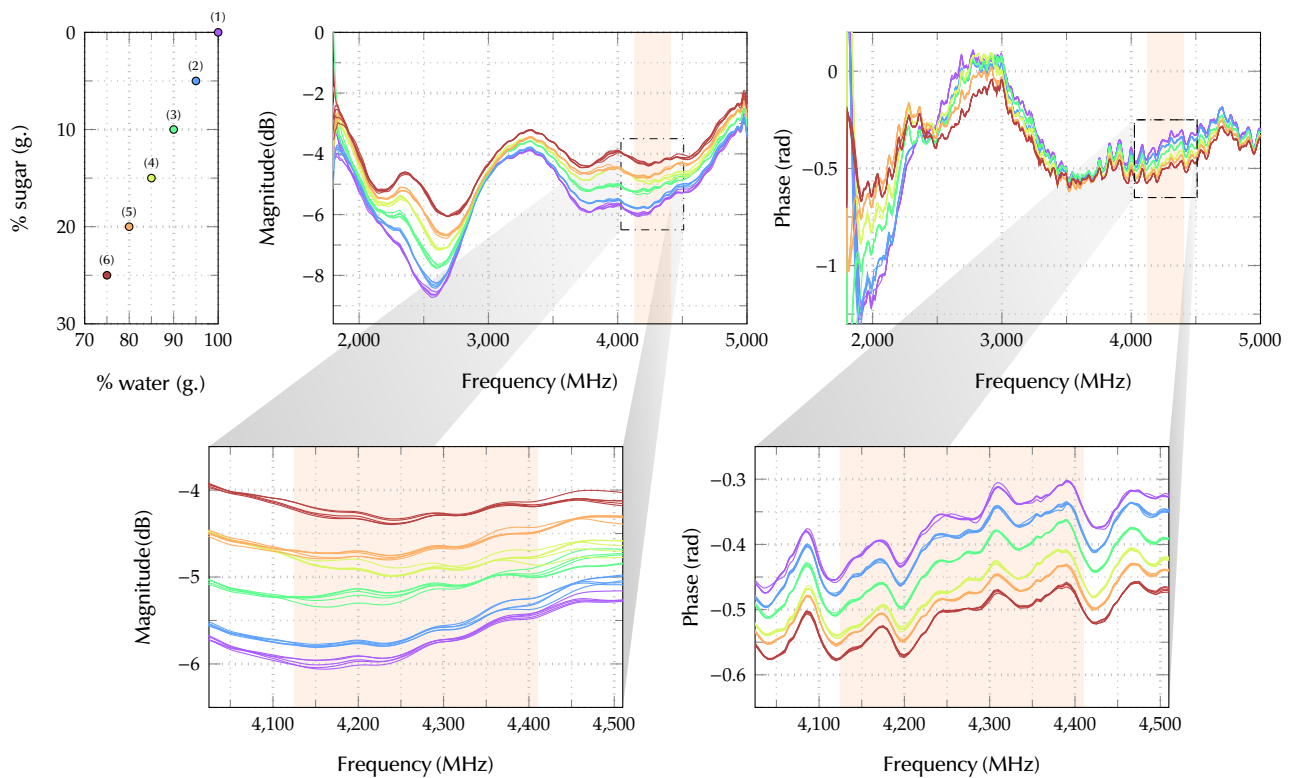 % sugar (g.)
0
10
20
30
(1)
(2)
(3)
(4)
(5)
(6)
70 80 90 100
% water (g.)
Magnitude(dB)
0
−2
−4
−6
−8
2,000 3,000 4,000 5,000
Frequency (MHz)
Phase (rad)
0
−0.5
−1
2,000 3,000 4,000 5,000
Frequency (MHz)
Magnitude(dB)
−4
−5
−6
4,100 4,200 4,300 4,400 4,500
Frequency (MHz)
Phase (rad)
−0.3
−0.4
−0.5
−0.6
4,100 4,200 4,300 4,400 4,500
Frequency (MHz)